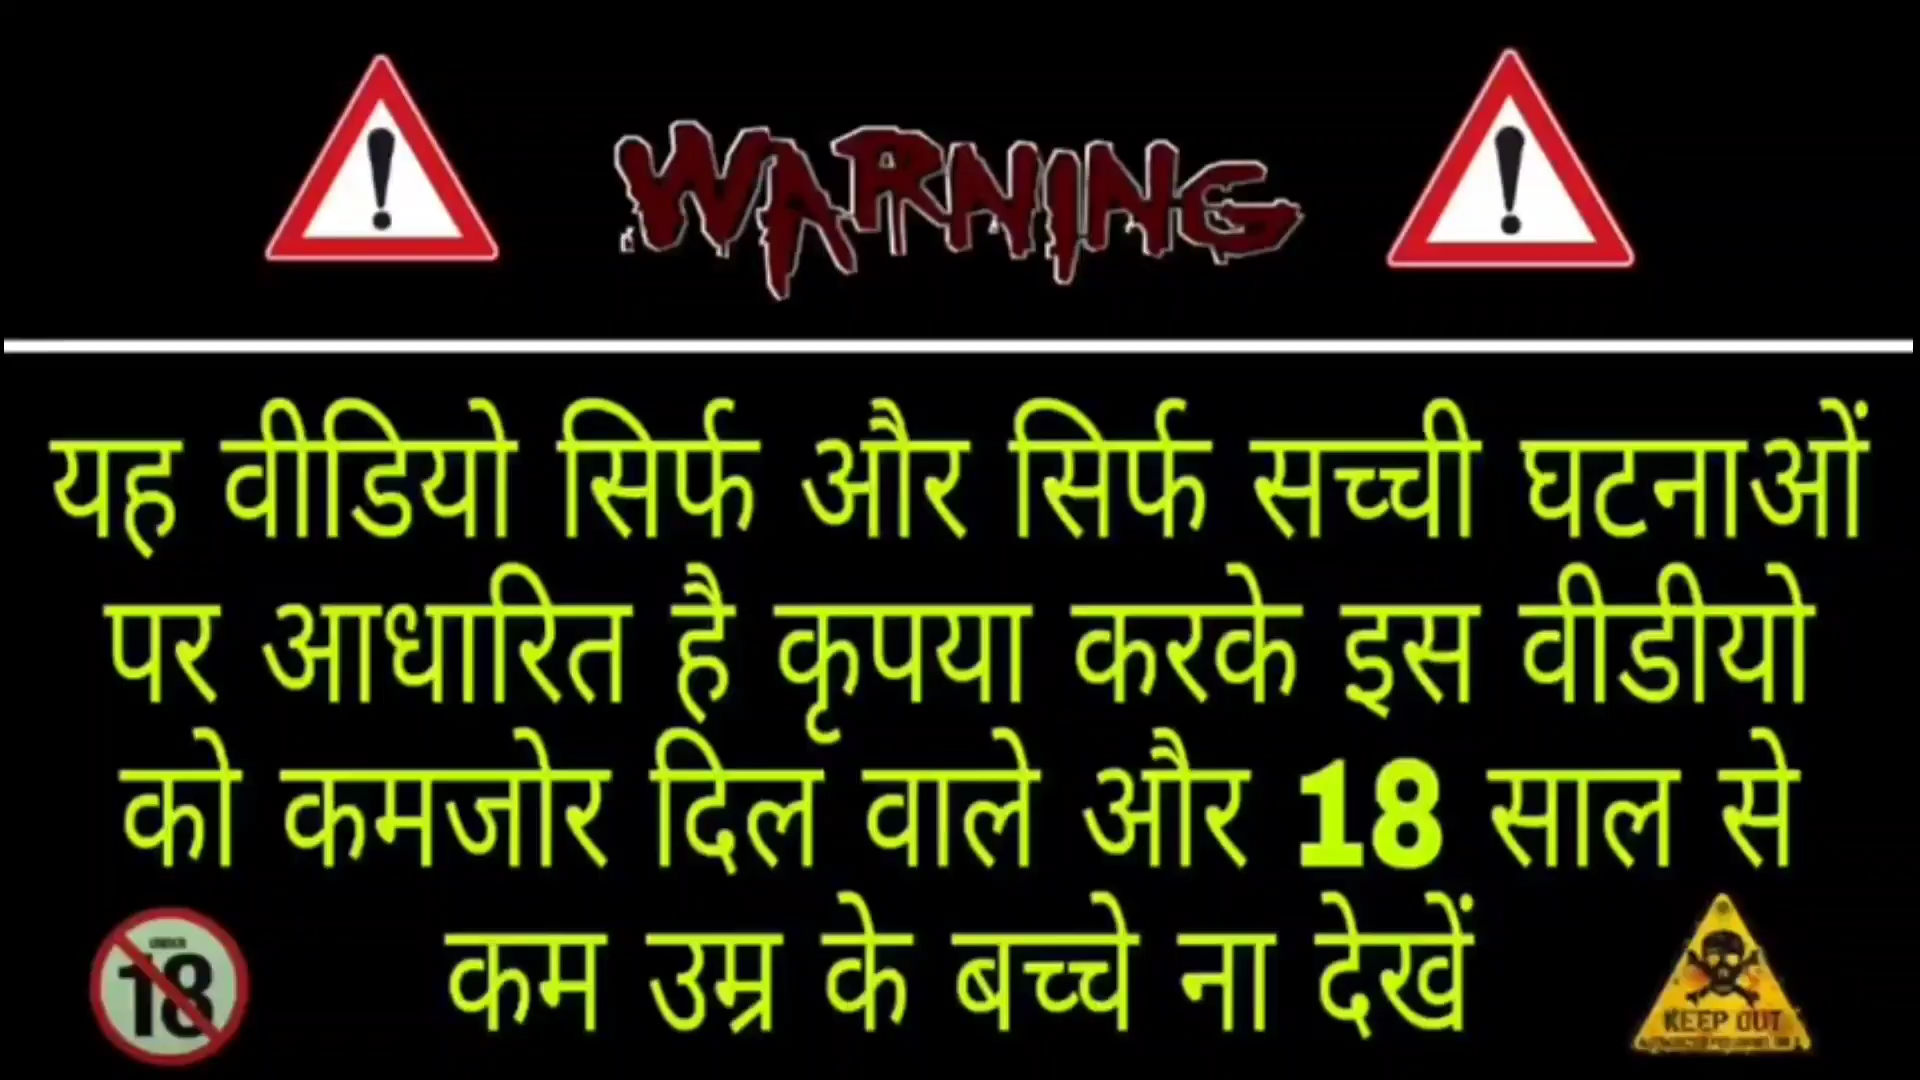 WARNING
यह वीडियो सिर्फ और सिर्फ सच्ची घटनाओं
पर आधारित है कृपया करके इस वीडीयो
को कमजोर दिल वाले और 18 साल से
कम उम्र के बच्चे ना देखें
UNDER
18
KEEP OUT